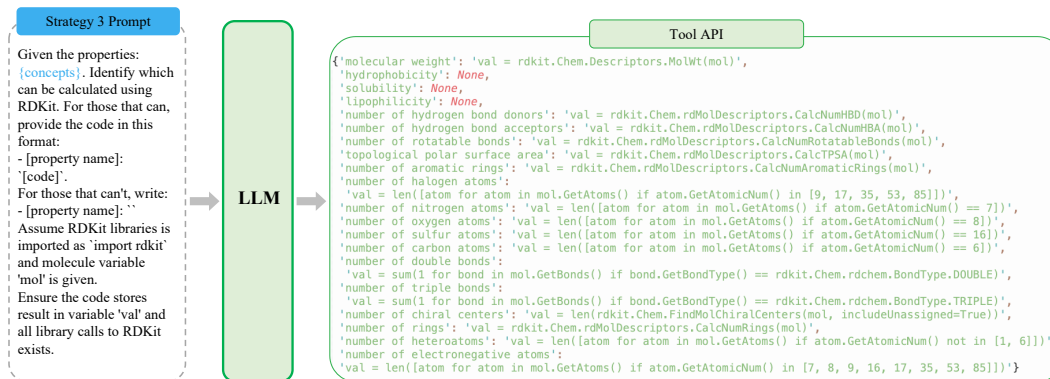 Strategy 3 Prompt
Given the properties:
{concepts}. Identify which
can be calculated using
RDKit. For those that can,
provide the code in this
format:
- [property name]:
`[code]`.
For those that can't, write:
- [property name]: ``
Assume RDKit libraries is
imported as `import rdkit`
and molecule variable
'mol' is given.
Ensure the code stores
result in variable 'val' and
all library calls to RDKit
exists.
LLM
Tool API
{'molecular weight': 'val = rdkit.Chem.Descriptors.MolWt(mol)',
'hydrophobicity': None,
'solubility': None,
'lipophilicity': None,
'number of hydrogen bond donors': 'val = rdkit.Chem.rdMolDescriptors.CalcNumHBD(mol)',
'number of hydrogen bond acceptors': 'val = rdkit.Chem.rdMolDescriptors.CalcNumHBA(mol)',
'number of rotatable bonds': 'val = rdkit.Chem.rdMolDescriptors.CalcNumRotatableBonds(mol)',
'topological polar surface area': 'val = rdkit.Chem.rdMolDescriptors.CalcTPSA(mol)',
'number of aromatic rings': 'val = rdkit.Chem.rdMolDescriptors.CalcNumAromaticRings(mol)',
'number of halogen atoms':
'val = len([atom for atom in mol.GetAtoms() if atom.GetAtomicNum() in [9, 17, 35, 53, 85]])'
'number of nitrogen atoms': 'val = len([atom for atom in mol.GetAtoms() if atom.GetAtomicNum() == 7])',
'number of oxygen atoms': 'val = len([atom for atom in mol.GetAtoms() if atom.GetAtomicNum() == 8])',
'number of sulfur atoms': 'val = len([atom for atom in mol.GetAtoms() if atom.GetAtomicNum() == 16])',
'number of carbon atoms': 'val = len([atom for atom in mol.GetAtoms() if atom.GetAtomicNum() == 6])',
'number of double bonds':
'val = sum(1 for bond in mol.GetBonds() if bond.GetBondType() == rdkit.Chem.rdchem.BondType.DOUBLE)',
'number of triple bonds':
'val = sum(1 for bond in mol.GetBonds() if bond.GetBondType() == rdkit.Chem.rdchem.BondType.TRIPLE)',
'number of chiral centers': 'val = len(rdkit.Chem.FindMolChiralCenters(mol, includeUnassigned=True))',
'number of rings': 'val = rdkit.Chem.rdMolDescriptors.CalcNumRings(mol)',
'number of heteroatoms': 'val = len([atom for atom in mol.GetAtoms() if atom.GetAtomicNum() not in [1, 6]])'
'number of electronegative atoms':
'val = len([atom for atom in mol.GetAtoms() if atom.GetAtomicNum() in [7, 8, 9, 16, 17, 35, 53, 85]])'}